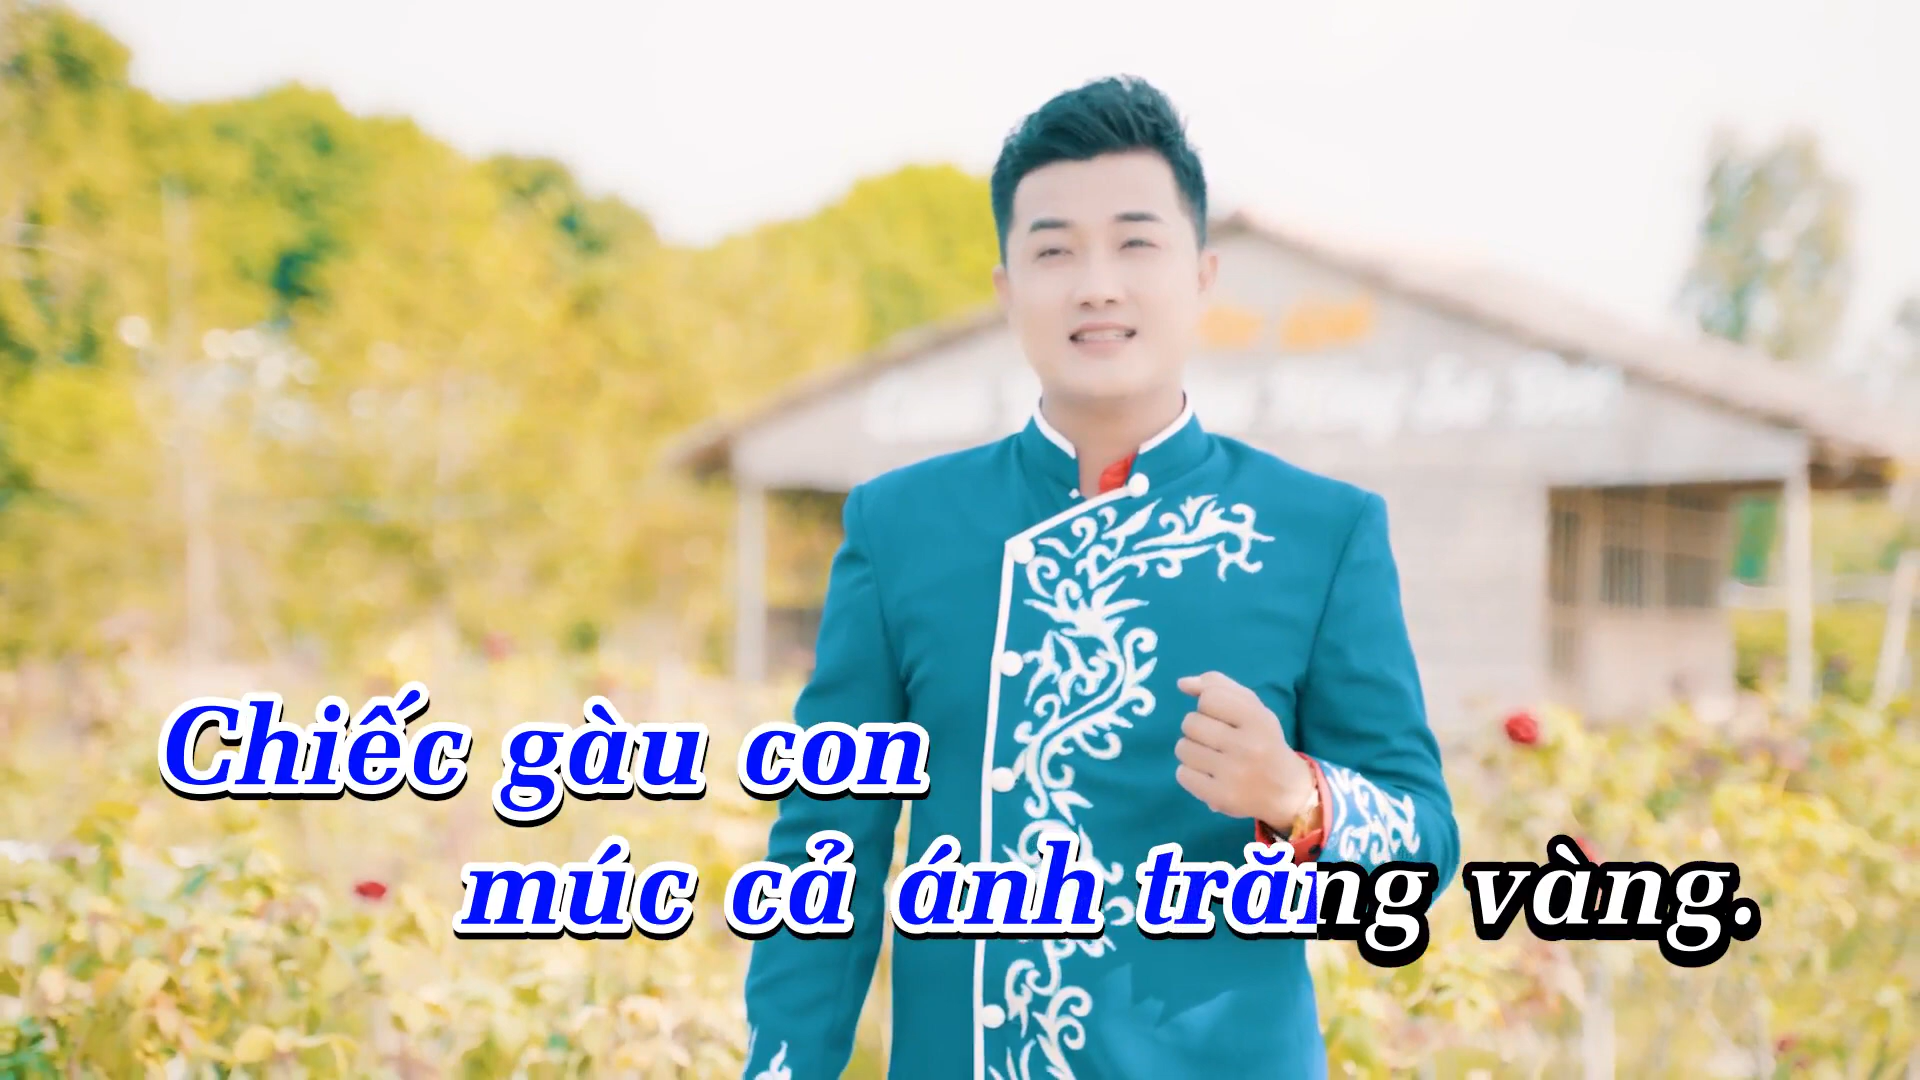 Chiếc gàu con
múc cả ánh trăng vàng.